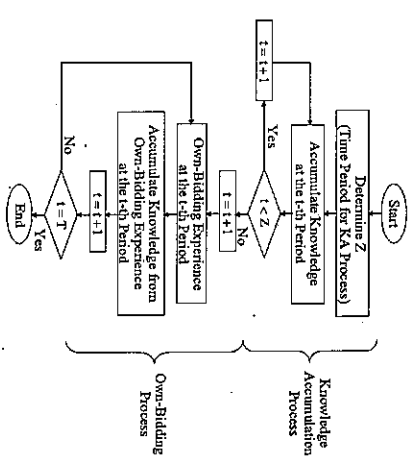 Start
Determine Z
(Time Period for KA Process)
Accumulate Knowledge
at the t-th Period
t = t+1
Yes
t < Z
No
t = t+1
Own-Bidding Experience
at the t-th Period
Accumulate Knowledge from
Own-Bidding Experience
at the t-th Period
t = t+1
No
t = T
Yes
End
Knowledge
Accumulation
Process
Own-Bidding
Process